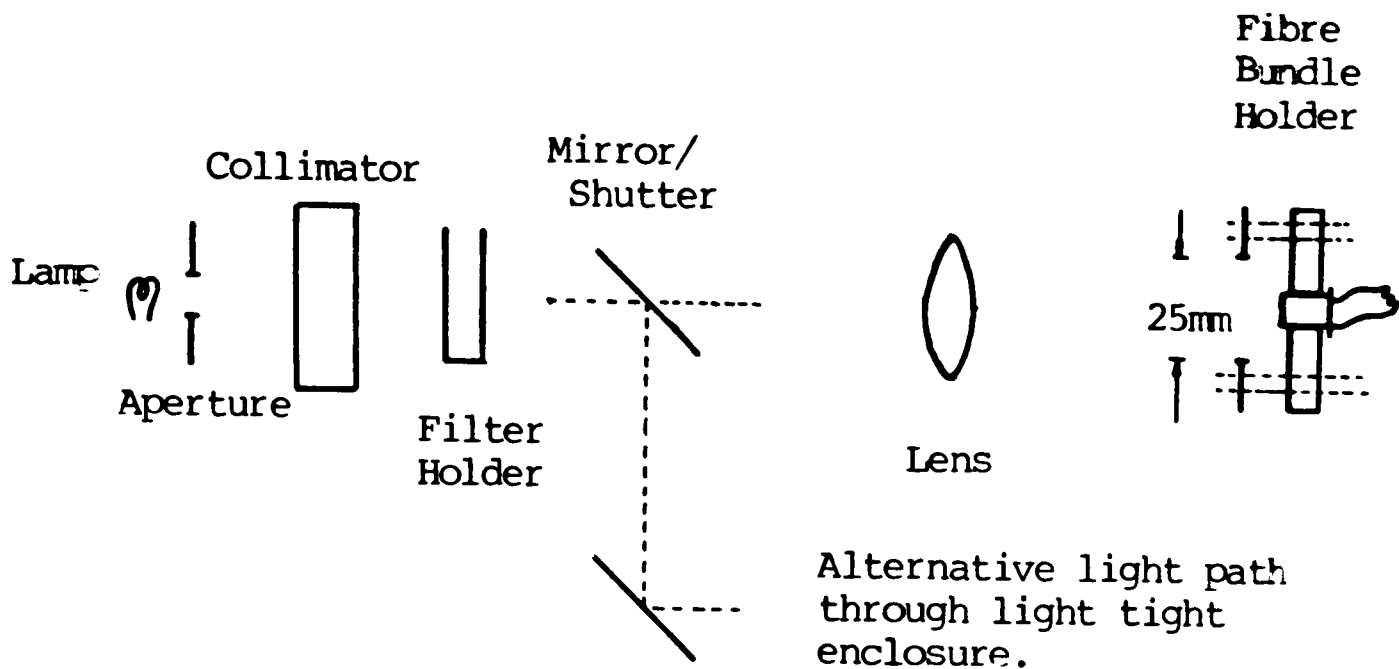 Fibre
Bundle
Holder
Mirror/
Shutter
Collimator
Lamp
25mm
Aperture
Filter
Holder
Lens
Alternative light path
through light tight
enclosure.